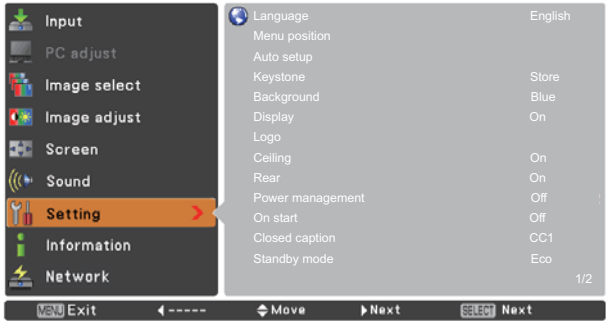 Input
PC adjust
Image select
Image adjust
Screen
Sound
Setting
Information
Network
Language English
Menu position
Auto setup
Keystone Store
Background Blue
Display On
Logo
Ceiling On
Rear On
Power management Off
On start Off
Closed caption CC1
Standby mode Eco
1/2
MENU Exit ◀----- Move Next SELECT Next